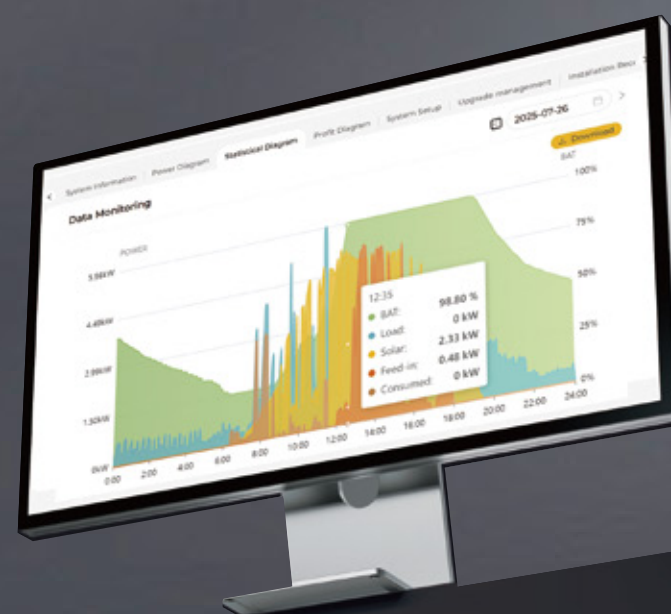 System Information
Power Diagram
Statistical Diagram
Profit Diagram
System Setup
Upgrade management
Installation
2025-07-26
Download
Data Monitoring
POWER
BAT
5.98kW
4.48kW
2.99kW
1.50kW
0kW
100%
75%
50%
25%
0%
12:35
BAT: 98.80 %
Load: 0 kW
Solar: 2.33 kW
Feed-in: 0.48 kW
Consumed: 0 kW
0:00 2:00 4:00 6:00 8:00 10:00 12:00 14:00 16:00 18:00 20:00 22:00 24:00